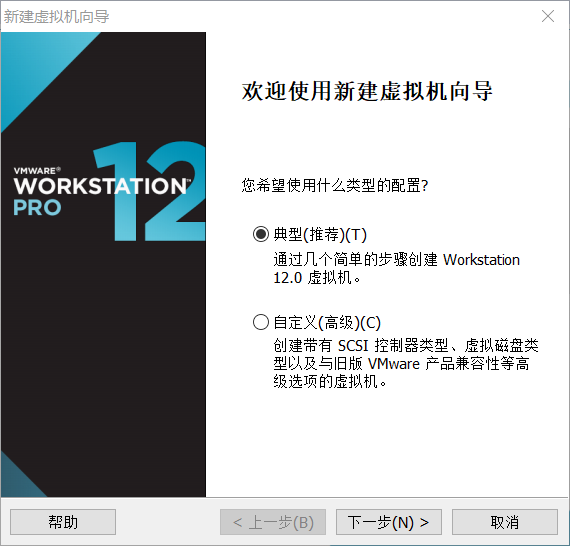 新建虚拟机向导
VMWARE®
WORKSTATION™
PRO
12
欢迎使用新建虚拟机向导
您希望使用什么类型的配置?
典型(推荐)(T)
通过几个简单的步骤创建 Workstation
12.0 虚拟机。
自定义(高级)(C)
创建带有 SCSI 控制器类型、虚拟磁盘类
型以及与旧版 VMware 产品兼容性等高
级选项的虚拟机。
帮助
< 上一步(B)
下一步(N) >
取消